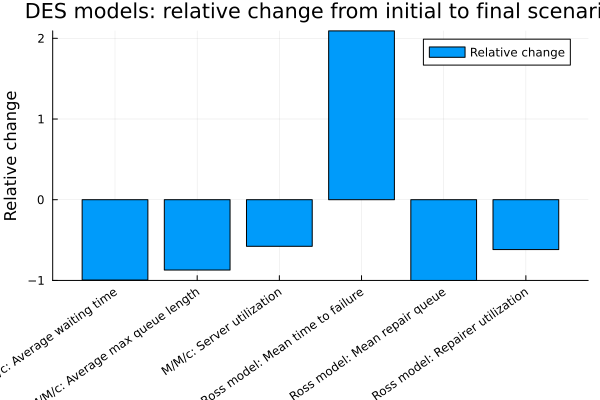 DES models: relative change from initial to final scenari
Relative change
2
1
0
−1
Relative change
/c: Average waiting time
M/M/c: Average max queue length
M/M/c: Server utilization
Ross model: Mean time to failure
Ross model: Mean repair queue
Ross model: Repairer utilization